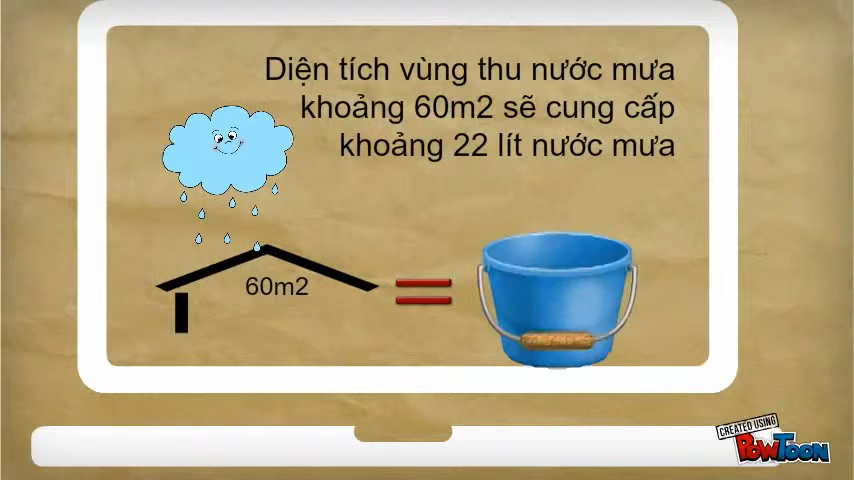 Diện tích vùng thu nước mưa
khoảng 60m2 sẽ cung cấp
khoảng 22 lít nước mưa
60m2
CREATED USING
POWTOON